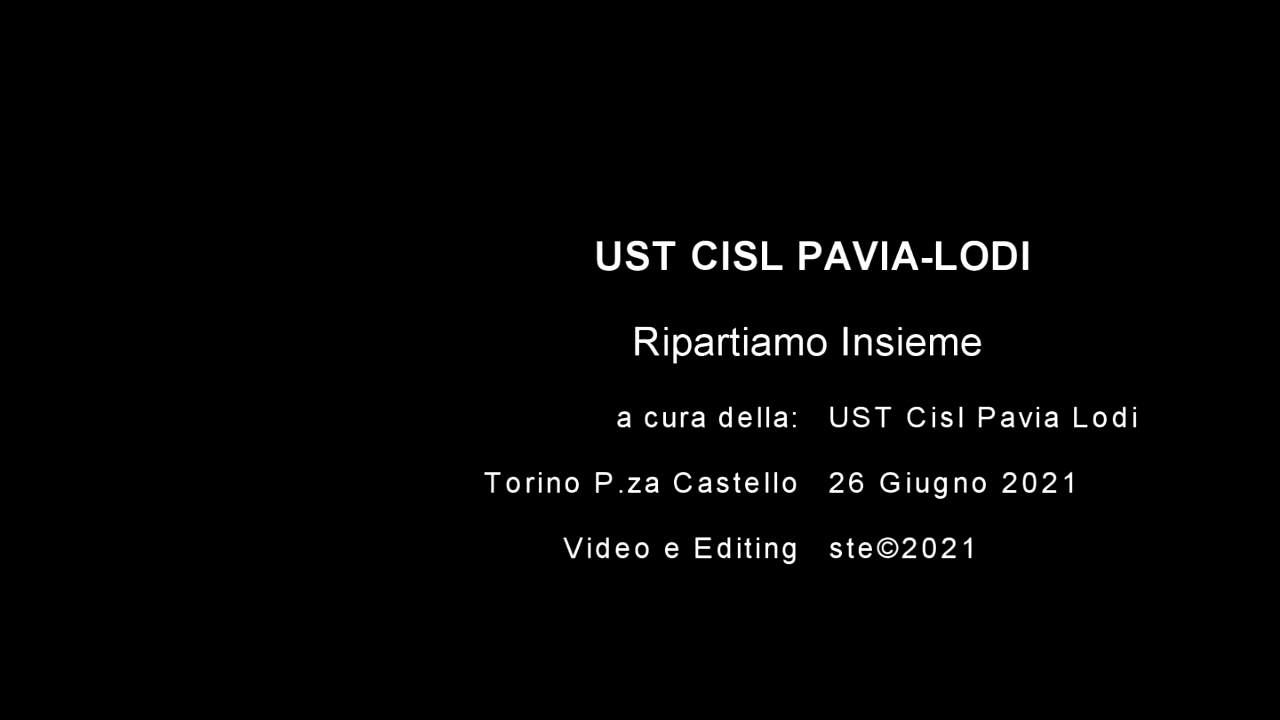 UST CISL PAVIA-LODI
Ripartiamo Insieme
a cura della: UST Cisl Pavia Lodi
Torino P.za Castello 26 Giugno 2021
Video e Editing ste©2021